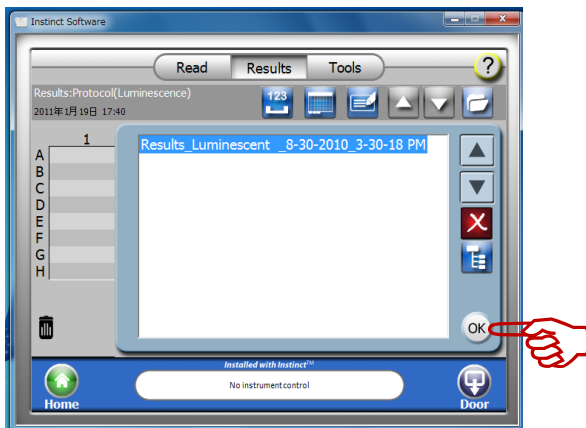 Instinct Software
Read Results Tools ?
Results:Protocol(Luminescence)
2011年1月19日 17:40
123
1
Results_Luminescent _8-30-2010_3-30-18 PM
A
B
C
D
E
F
G
H
OK
Installed with Instinct™
No instrument control
Home
Door